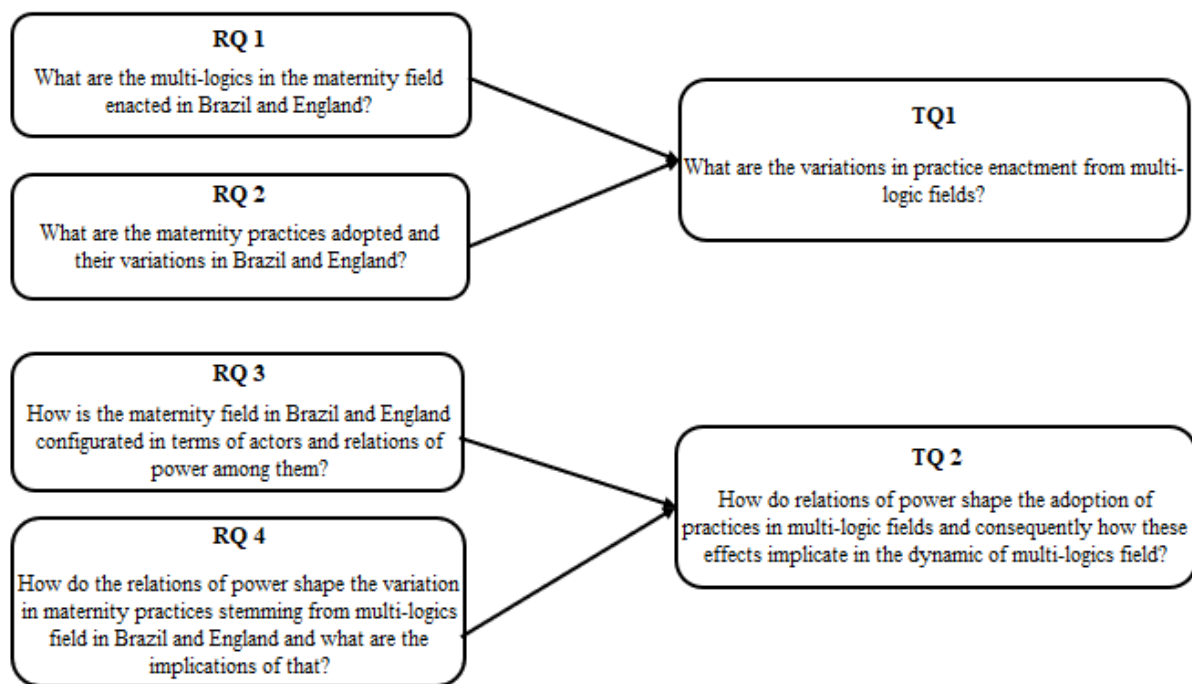 RQ 1
What are the multi-logics in the maternity field
enacted in Brazil and England?
RQ 2
What are the maternity practices adopted and
their variations in Brazil and England?
TQ1
What are the variations in practice enactment from multi-
logic fields?
RQ 3
How is the maternity field in Brazil and England
configurated in terms of actors and relations of
power among them?
RQ 4
How do the relations of power shape the variation
in maternity practices stemming from multi-logics
field in Brazil and England and what are the
implications of that?
TQ 2
How do relations of power shape the adoption of
practices in multi-logic fields and consequently how these
effects implicate in the dynamic of multi-logics field?